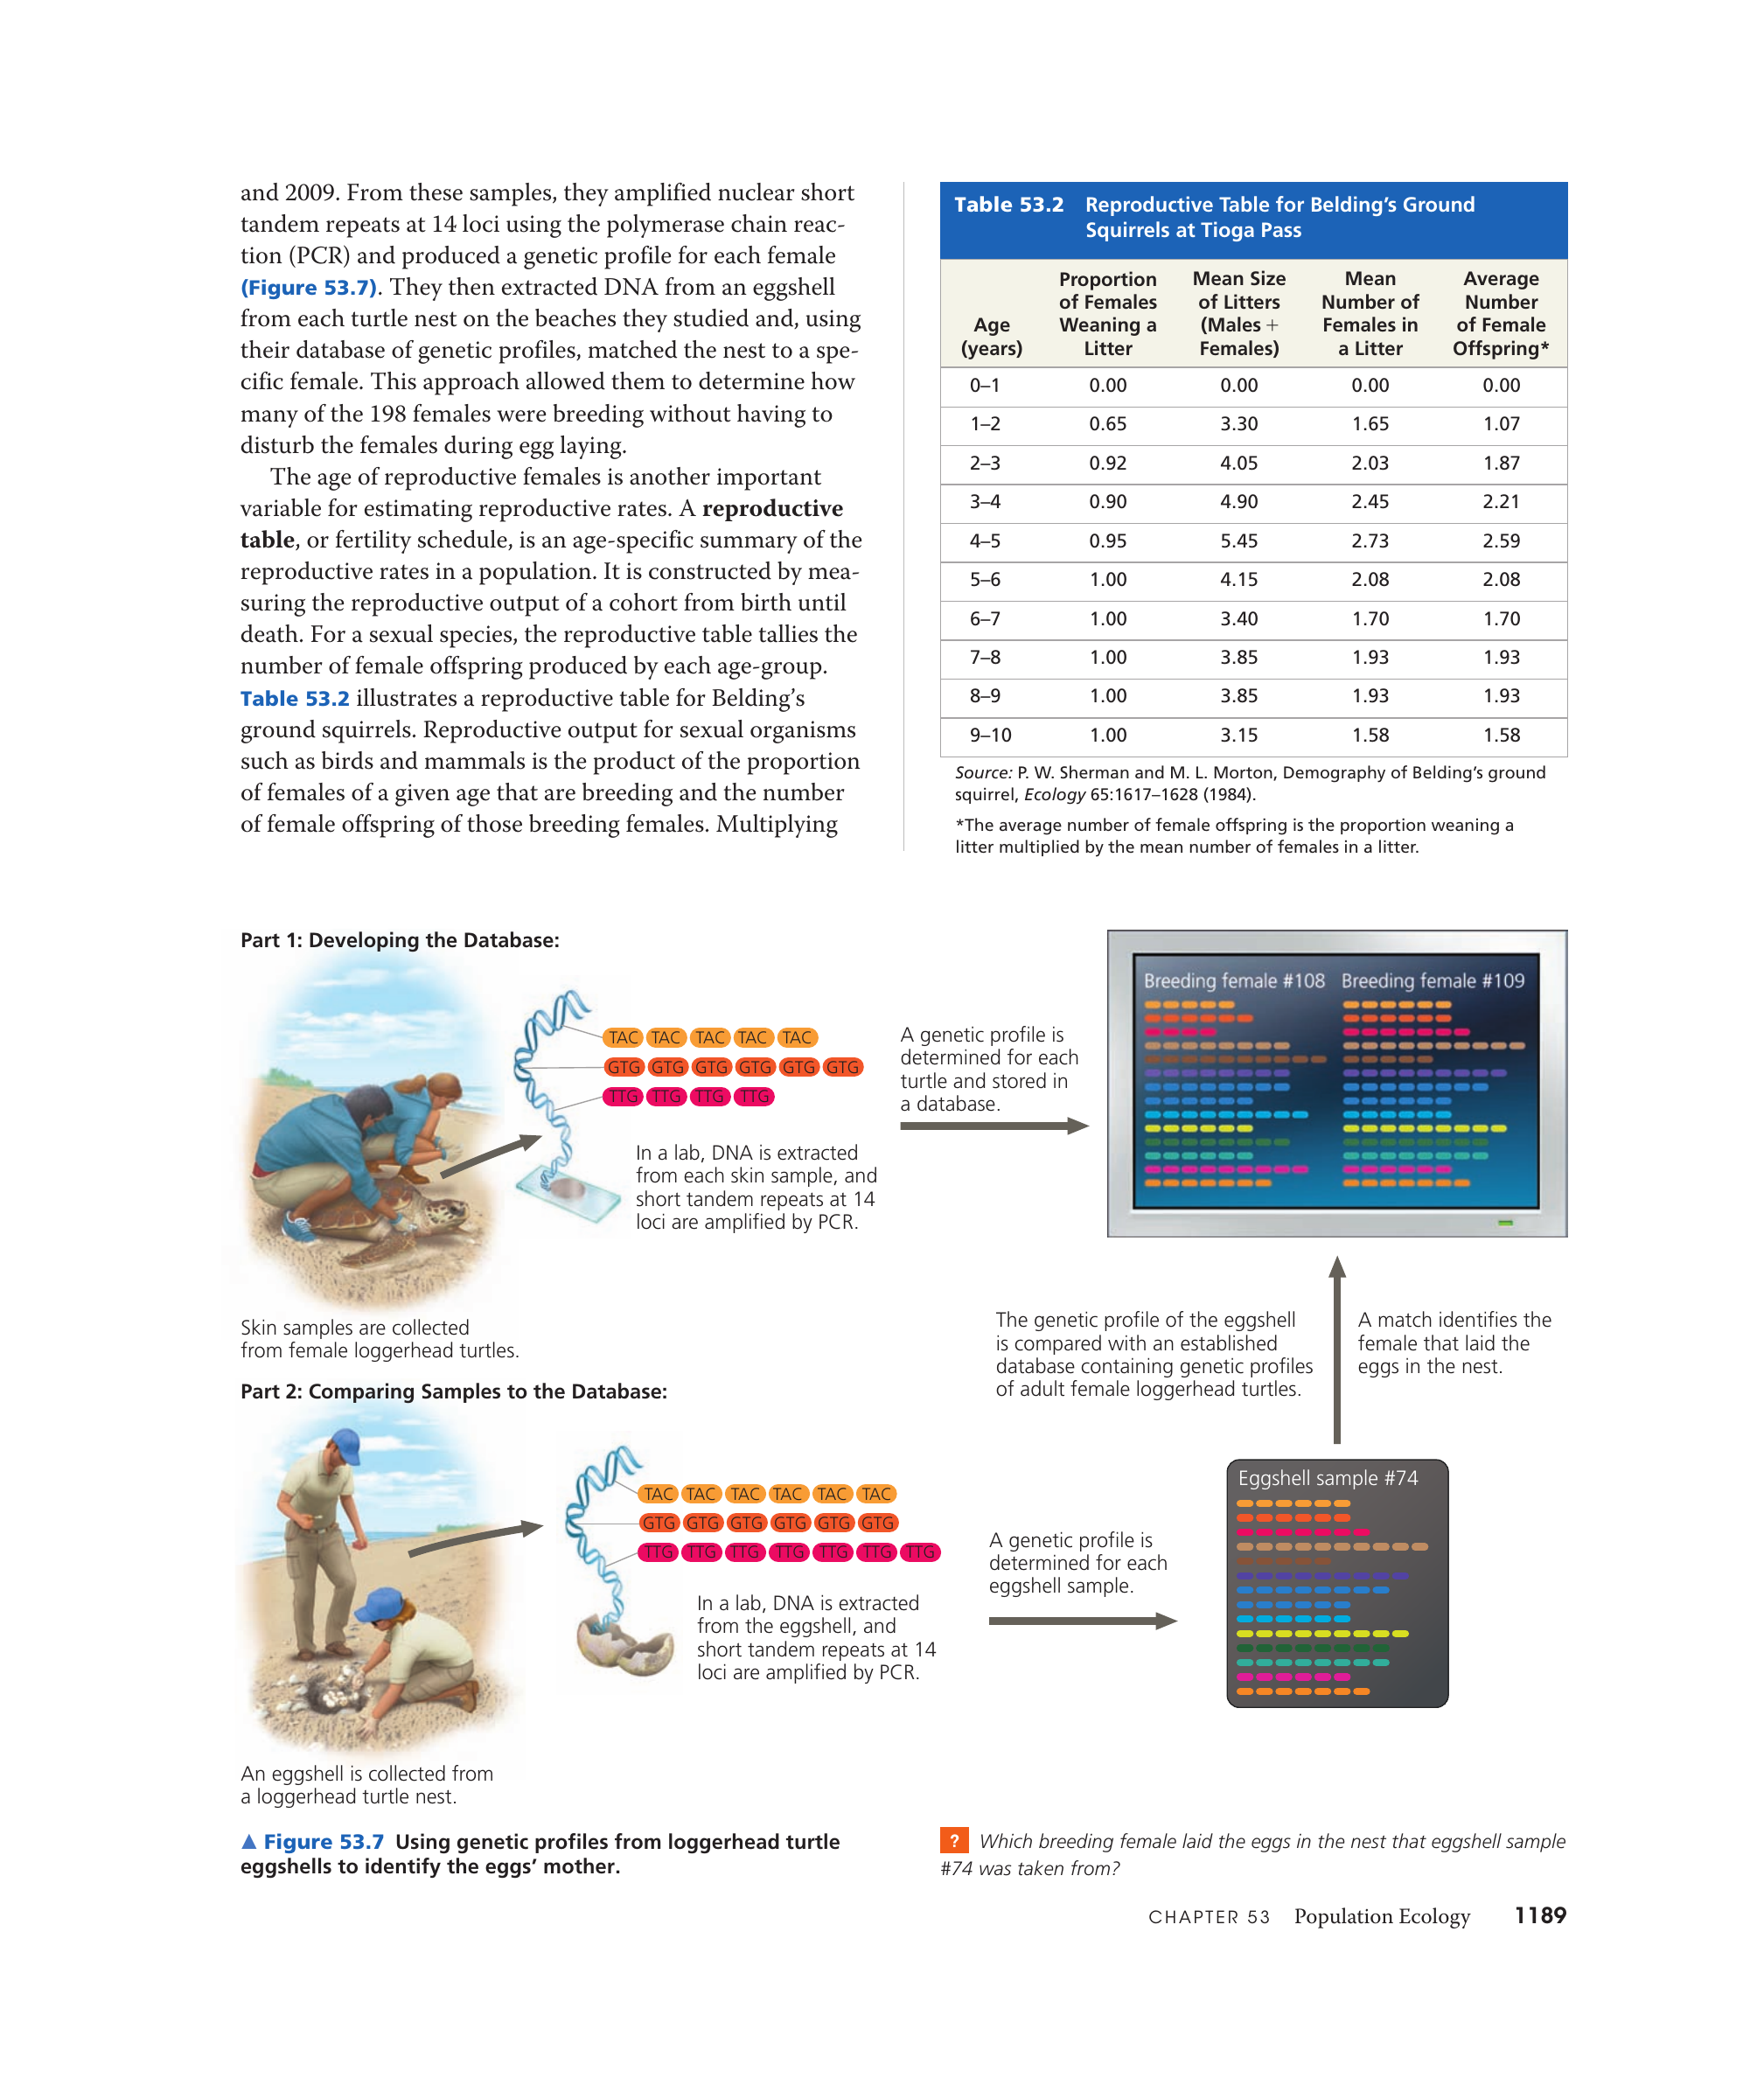 and 2009. From these samples, they amplified nuclear short
tandem repeats at 14 loci using the polymerase chain reac-
tion (PCR) and produced a genetic profile for each female
(Figure 53.7). They then extracted DNA from an eggshell
from each turtle nest on the beaches they studied and, using
their database of genetic profiles, matched the nest to a spe-
cific female. This approach allowed them to determine how
many of the 198 females were breeding without having to
disturb the females during egg laying.
The age of reproductive females is another important
variable for estimating reproductive rates. A reproductive
table, or fertility schedule, is an age-specific summary of the
reproductive rates in a population. It is constructed by mea-
suring the reproductive output of a cohort from birth until
death. For a sexual species, the reproductive table tallies the
number of female offspring produced by each age-group.
Table 53.2 illustrates a reproductive table for Belding's
ground squirrels. Reproductive output for sexual organisms
such as birds and mammals is the product of the proportion
of females of a given age that are breeding and the number
of female offspring of those breeding females. Multiplying
Table 53.2 Reproductive Table for Belding's Ground
Squirrels at Tioga Pass
Age (years) Proportion of Females Weaning a Litter Mean Size of Litters (Males + Females) Mean Number of Females in a Litter Average Number of Female Offspring*
0–1 0.00 0.00 0.00 0.00
1–2 0.65 3.30 1.65 1.07
2–3 0.92 4.05 2.03 1.87
3–4 0.90 4.90 2.45 2.21
4–5 0.95 5.45 2.73 2.59
5–6 1.00 4.15 2.08 2.08
6–7 1.00 3.40 1.70 1.70
7–8 1.00 3.85 1.93 1.93
8–9 1.00 3.85 1.93 1.93
9–10 1.00 3.15 1.58 1.58
Source: P. W. Sherman and M. L. Morton, Demography of Belding's ground
squirrel, Ecology 65:1617–1628 (1984).
*The average number of female offspring is the proportion weaning a
litter multiplied by the mean number of females in a litter.
Part 1: Developing the Database:
TAC TAC TAC TAC TAC
GTG GTG GTG GTG GTG GTG
TTG TTG TTG TTG
In a lab, DNA is extracted
from each skin sample, and
short tandem repeats at 14
loci are amplified by PCR.
Skin samples are collected
from female loggerhead turtles.
A genetic profile is
determined for each
turtle and stored in
a database.
Breeding female #108 Breeding female #109
Part 2: Comparing Samples to the Database:
TAC TAC TAC TAC TAC TAC
GTG GTG GTG GTG GTG GTG
TTG TTG TTG TTG TTG TTG TTG
In a lab, DNA is extracted
from the eggshell, and
short tandem repeats at 14
loci are amplified by PCR.
An eggshell is collected from
a loggerhead turtle nest.
A genetic profile is
determined for each
eggshell sample.
Eggshell sample #74
The genetic profile of the eggshell
is compared with an established
database containing genetic profiles
of adult female loggerhead turtles.
A match identifies the
female that laid the
eggs in the nest.
▲ Figure 53.7 Using genetic profiles from loggerhead turtle
eggshells to identify the eggs' mother.
? Which breeding female laid the eggs in the nest that eggshell sample
#74 was taken from?
CHAPTER 53 Population Ecology 1189